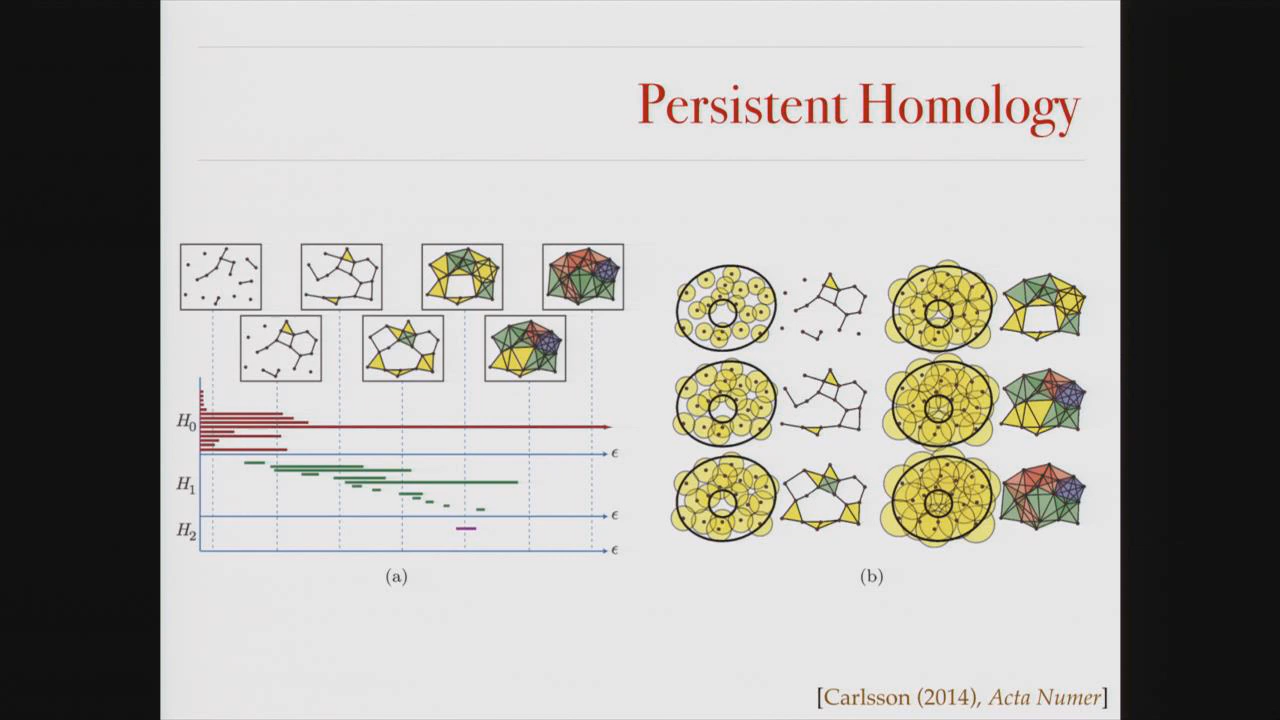 Persistent Homology
H0
ϵ
H1
ϵ
H2
ϵ
(a)
(b)
[Carlsson (2014), Acta Numer]